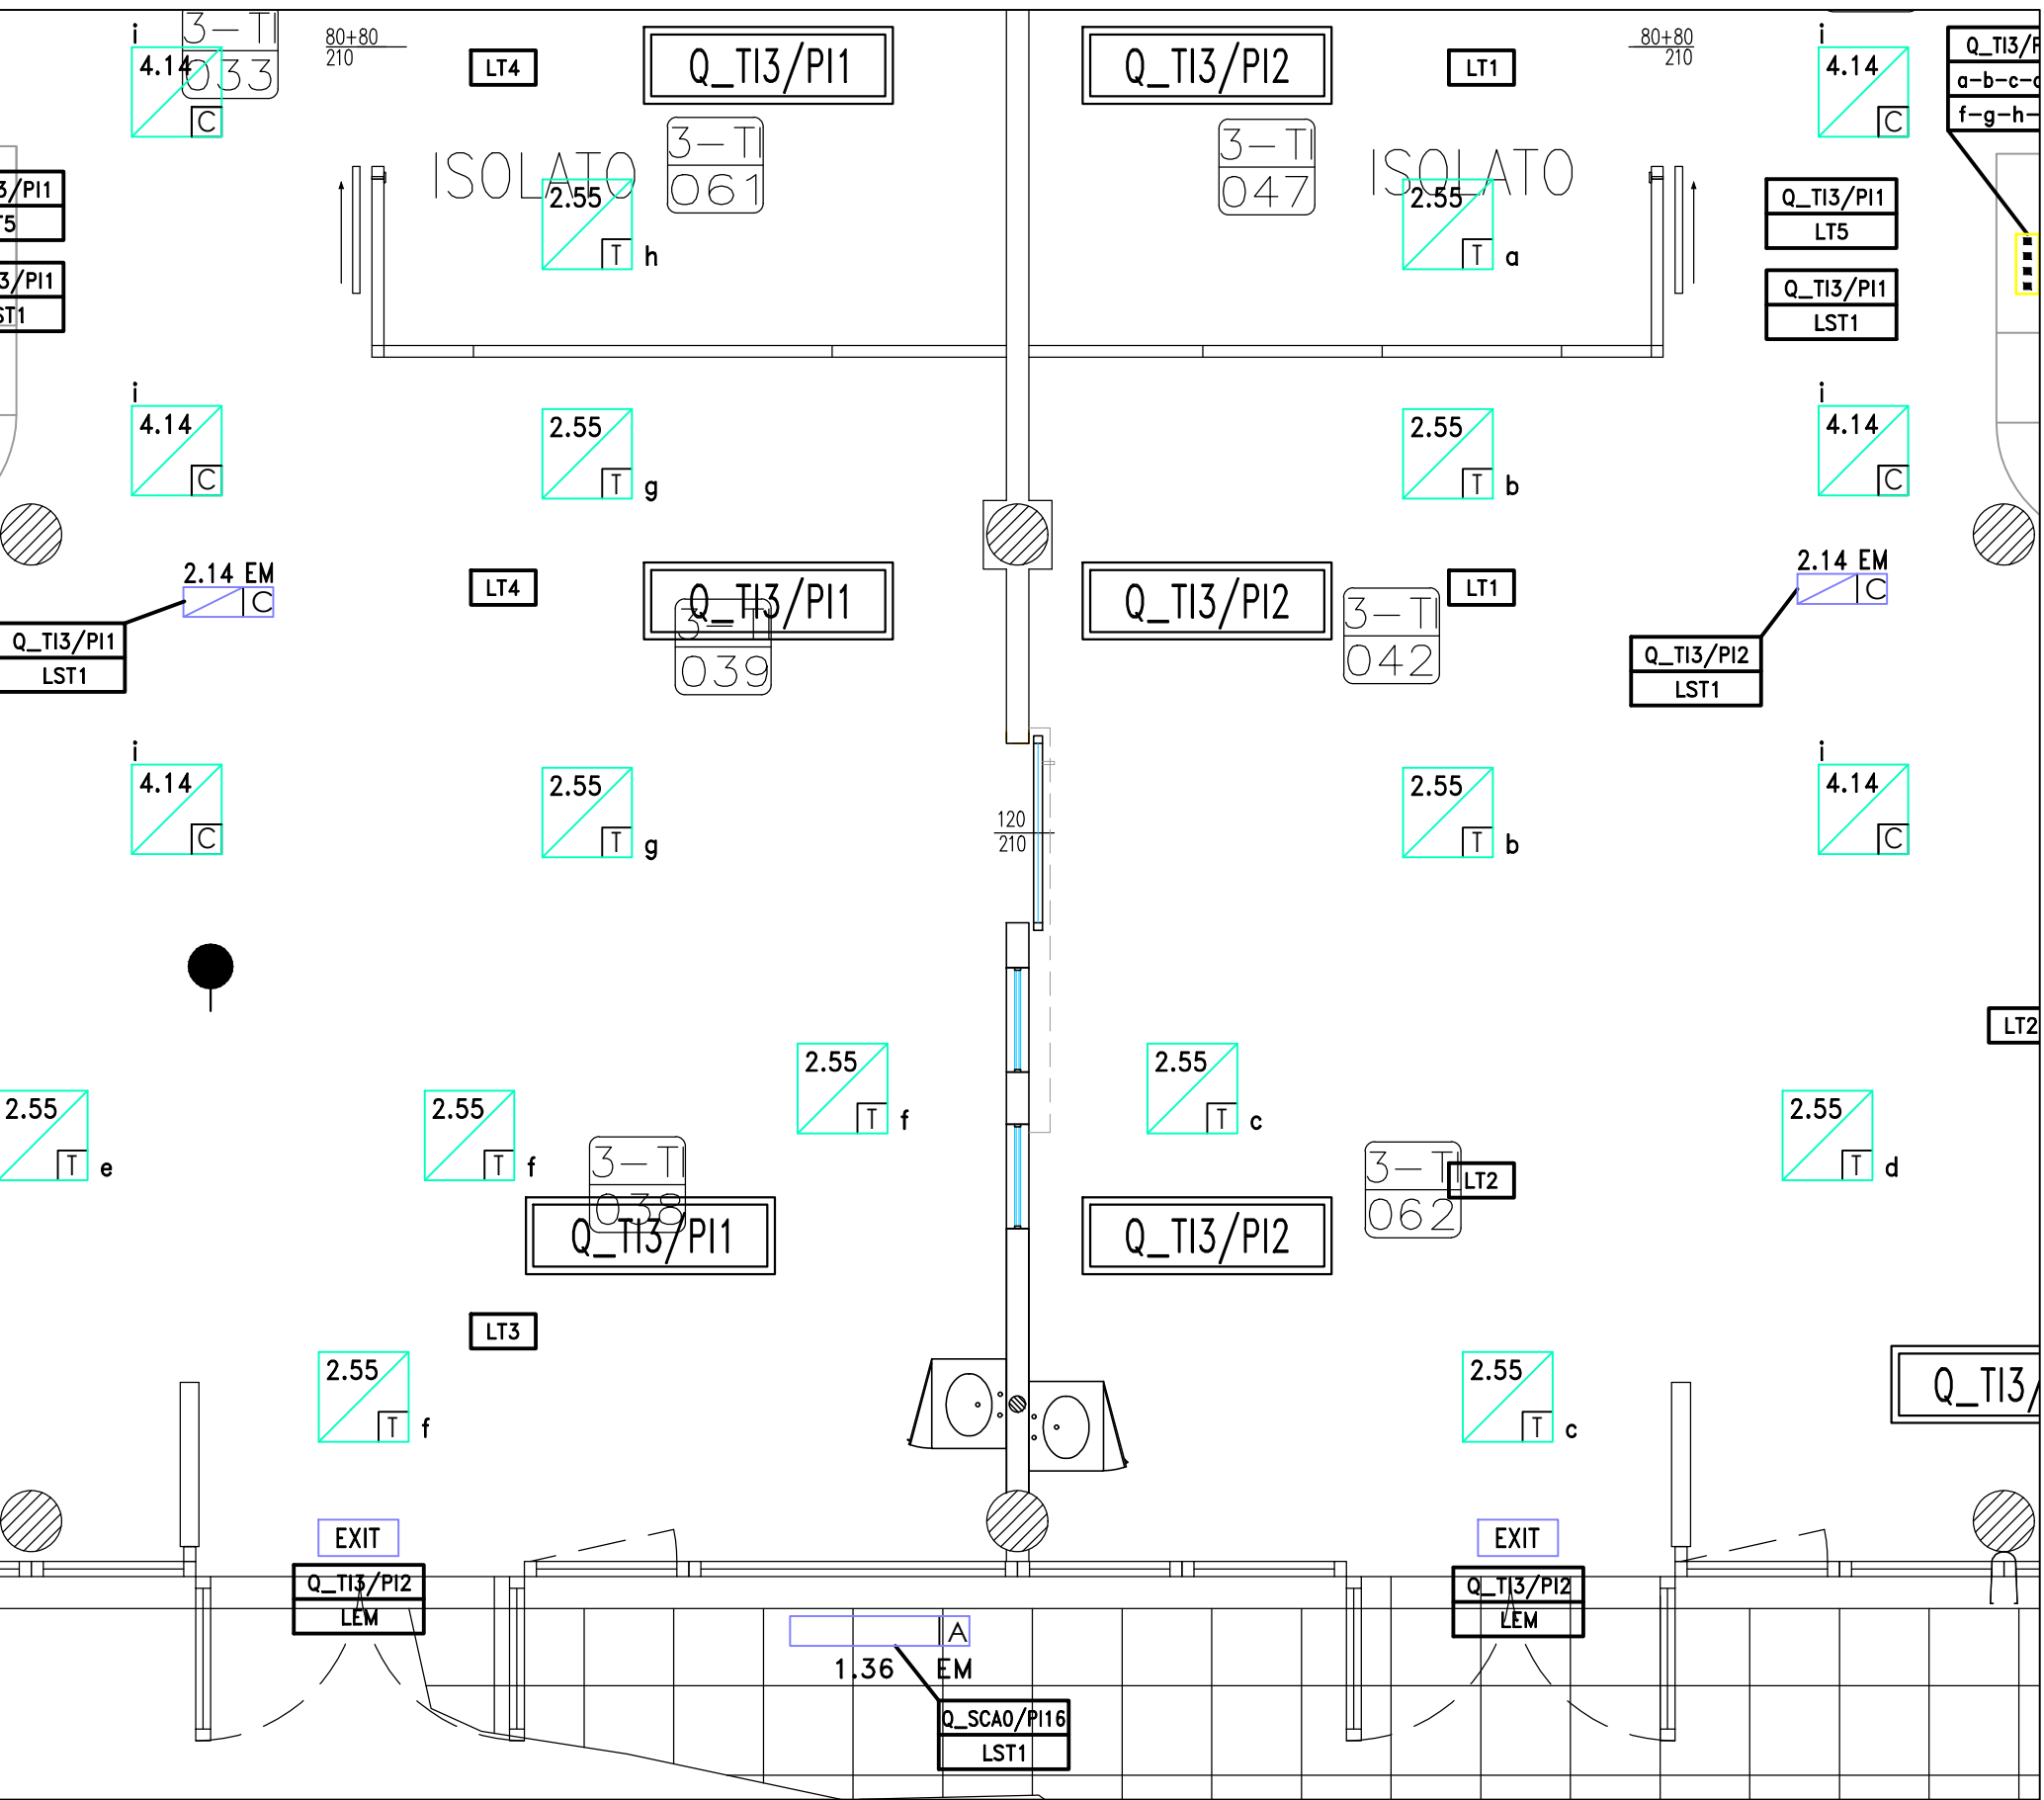 i
3-TI
033
4.14
C
80+80
210
LT4
Q_TI3/PI1
Q_TI3/PI2
LT1
80+80
210
i
4.14
C
a-b-c-
f-g-h-
ISOLATO
3-TI
061
3-TI
047
ISOLATO
3/PI1
2.55
T h
2.55
T a
Q_TI3/PI1
LT5
3/PI1
ST1
Q_TI3/PI1
LST1
i
4.14
C
2.55
T g
2.55
T b
i
4.14
C
2.14 EM
C
LT4
Q_TI3/PI1
3-TI
039
Q_TI3/PI2
LT1
3-TI
042
2.14 EM
C
Q_TI3/PI1
LST1
Q_TI3/PI2
LST1
i
4.14
C
2.55
T g
120
210
2.55
T b
i
4.14
C
LT2
2.55
T e
2.55
T f
2.55
T f
2.55
T c
2.55
T d
3-TI
038
Q_TI3/PI1
Q_TI3/PI2
3-TI
062
LT2
LT3
2.55
T f
2.55
T c
Q_TI3/
EXIT
Q_TI3/PI2
LEM
EXIT
Q_TI3/PI2
LEM
A
1.36 EM
Q_SCA0/PI16
LST1